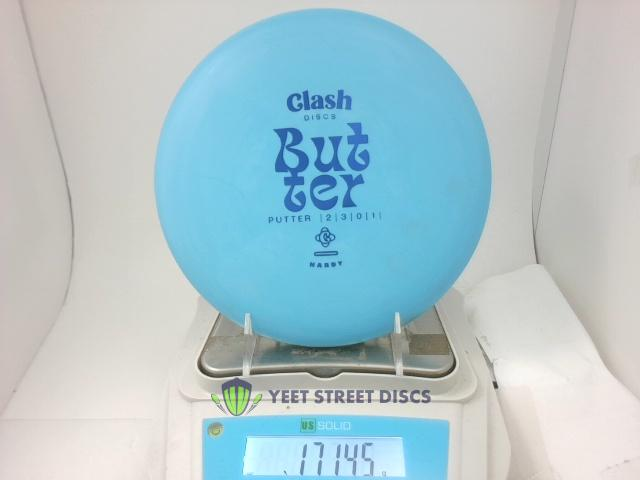 Clash
DISCS
But
ter
PUTTER |2|3|0|1|
HARDY
YEET STREET DISCS
US SOLID
171.45 g